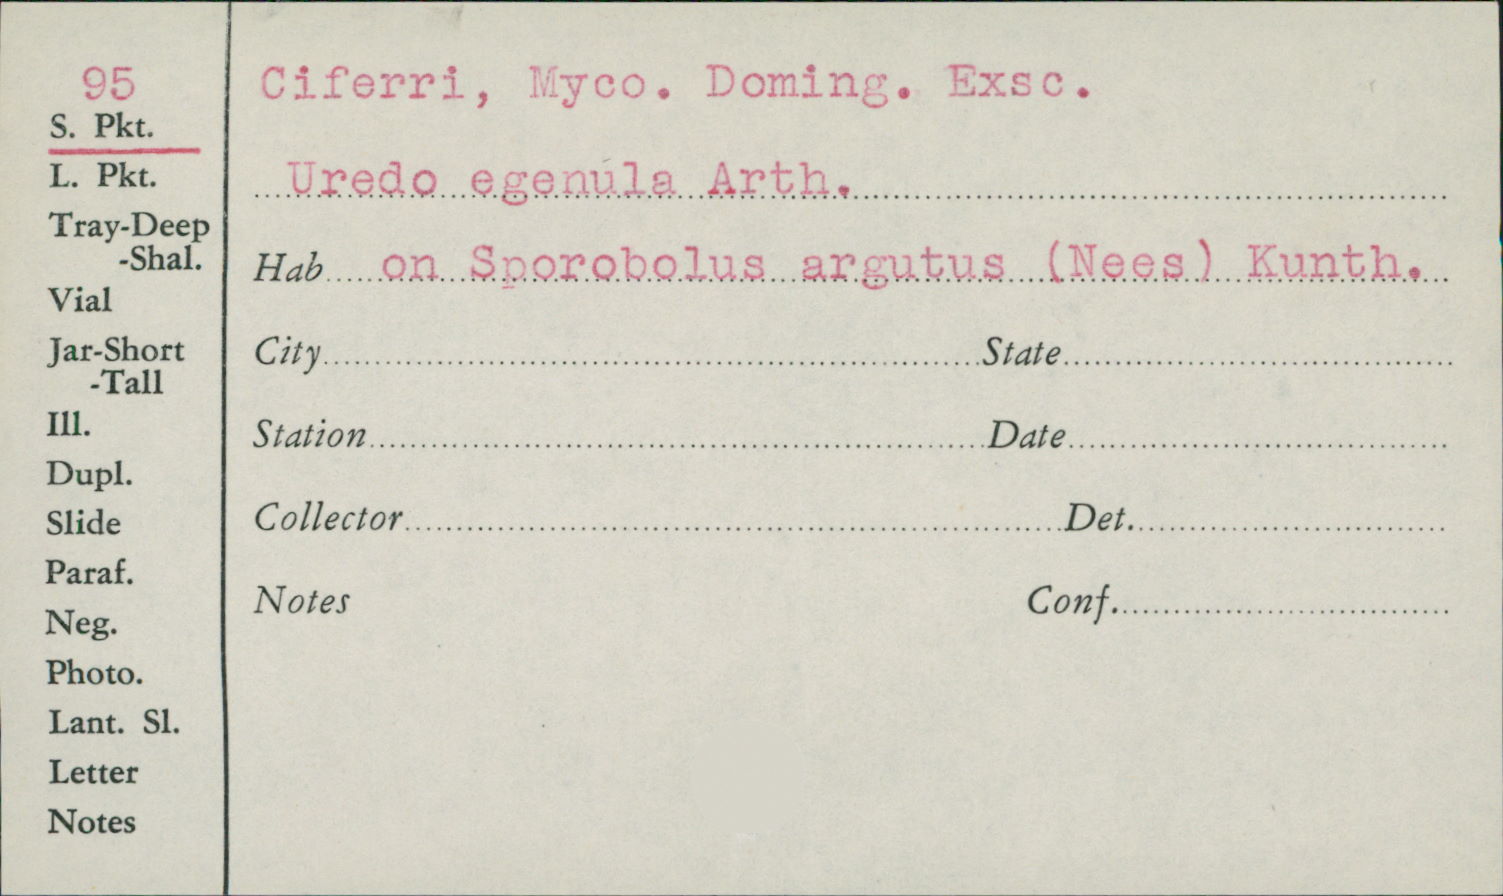 95
S. Pkt.
L. Pkt.
Tray-Deep
-Shal.
Vial
Jar-Short
-Tall
Ill.
Dupl.
Slide
Paraf.
Neg.
Photo.
Lant. Sl.
Letter
Notes
Ciferri, Myco. Doming. Exsc.
Uredo egenula Arth.
Hab on Sporobolus argutus (Nees) Kunth.
City State
Station Date
Collector Det.
Notes Conf.